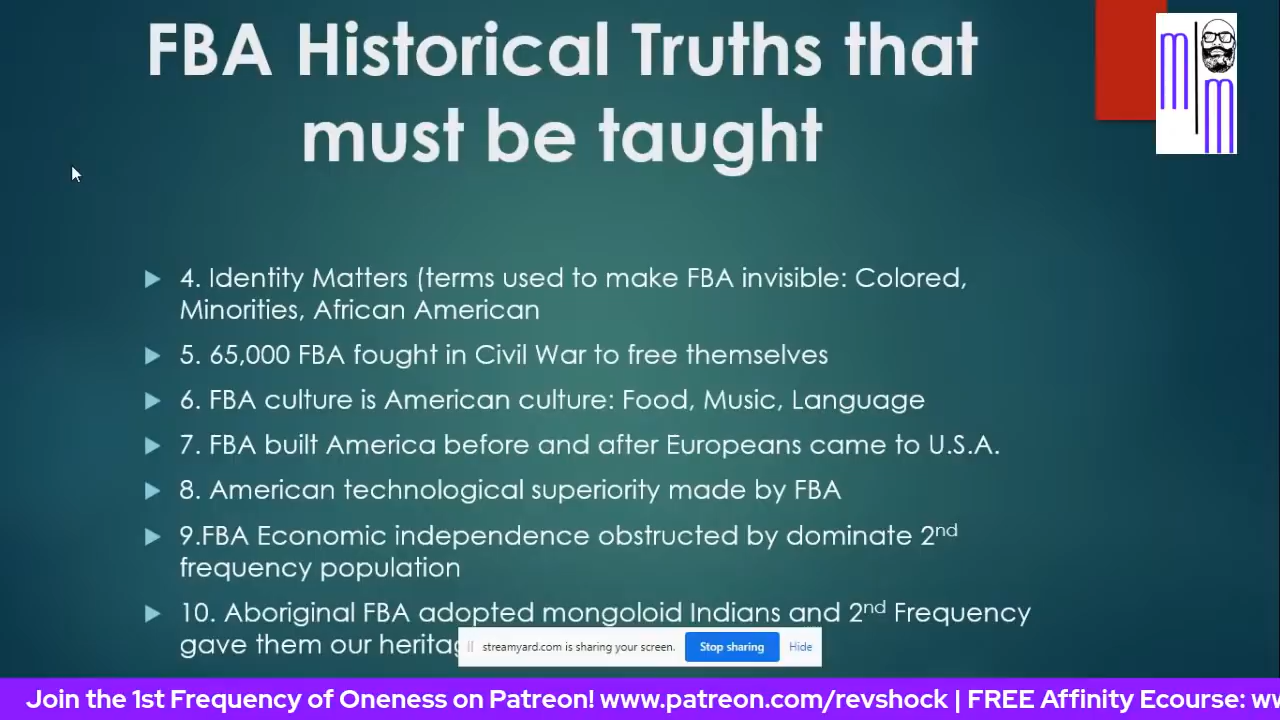 FBA Historical Truths that
must be taught
m
m
4. Identity Matters (terms used to make FBA invisible: Colored,
Minorities, African American
5. 65,000 FBA fought in Civil War to free themselves
6. FBA culture is American culture: Food, Music, Language
7. FBA built America before and after Europeans came to U.S.A.
8. American technological superiority made by FBA
9.FBA Economic independence obstructed by dominate 2nd
frequency population
10. Aboriginal FBA adopted mongoloid Indians and 2nd Frequency
gave them our
streamyard.com is sharing your screen. Stop sharing Hide
Join the 1st Frequency of Oneness on Patreon! www.patreon.com/revshock | FREE Affinity Ecourse: